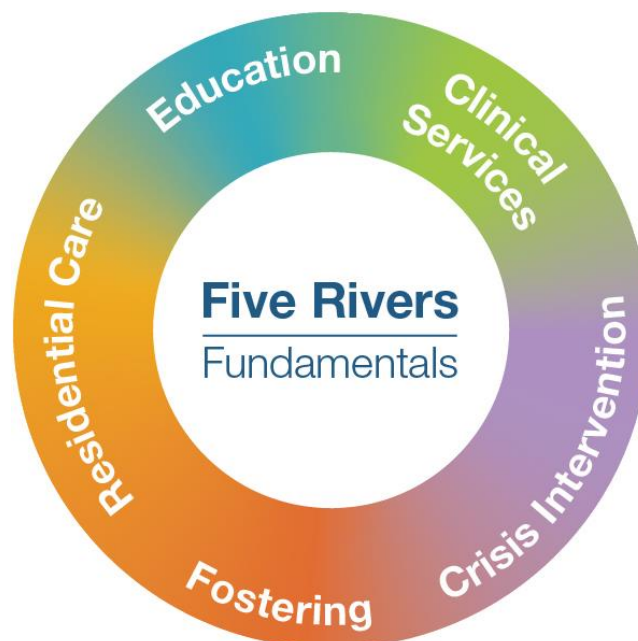 Education
Clinical
Services
Crisis Intervention
Fostering
Residential Care
Five Rivers
Fundamentals